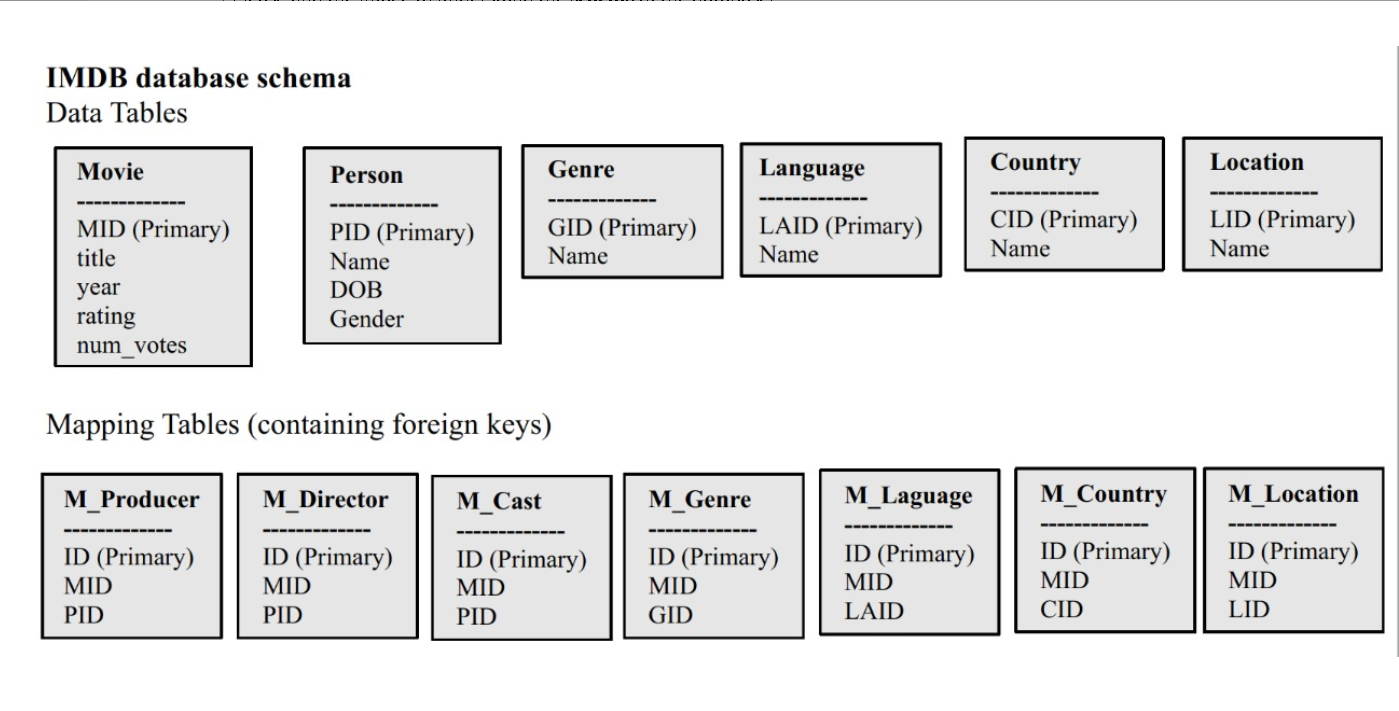 IMDB database schema
Data Tables
Movie
-------------
MID (Primary)
title
year
rating
num_votes
Person
-------------
PID (Primary)
Name
DOB
Gender
Genre
-------------
GID (Primary)
Name
Language
-------------
LAID (Primary)
Name
Country
-------------
CID (Primary)
Name
Location
-------------
LID (Primary)
Name
Mapping Tables (containing foreign keys)
M_Producer
-------------
ID (Primary)
MID
PID
M_Director
-------------
ID (Primary)
MID
PID
M_Cast
-------------
ID (Primary)
MID
PID
M_Genre
-------------
ID (Primary)
MID
GID
M_Laguage
-------------
ID (Primary)
MID
LAID
M_Country
-------------
ID (Primary)
MID
CID
M_Location
-------------
ID (Primary)
MID
LID